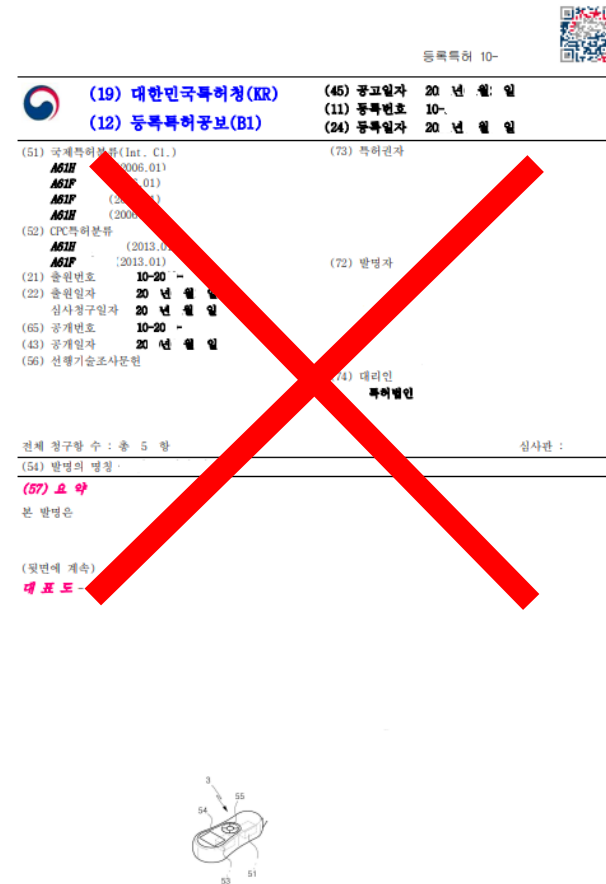 등록특허 10-
(19) 대한민국특허청(KR)
(12) 등록특허공보(B1)
(45) 공고일자 20 년 월 일
(11) 등록번호 10-
(24) 등록일자 20 년 월 일
(51) 국제특허분류(Int. Cl.)
A61H 2006.01)
A61F .01)
A61F (20
A61H (2006
(52) CPC특허분류
A61H (2013.0
A61F (2013.01)
(21) 출원번호 10-20 -
(22) 출원일자 20 년 월 일
심사청구일자 20 년 월 일
(65) 공개번호 10-20 -
(43) 공개일자 20 년 월 일
(56) 선행기술조사문헌
(73) 특허권자
(72) 발명자
74) 대리인
특허법인
전체 청구항 수 : 총 5 항 심사관 :
(54) 발명의 명칭
(57) 요 약
본 발명은
(뒷면에 계속)
대 표 도 -
3
55
54
53
51